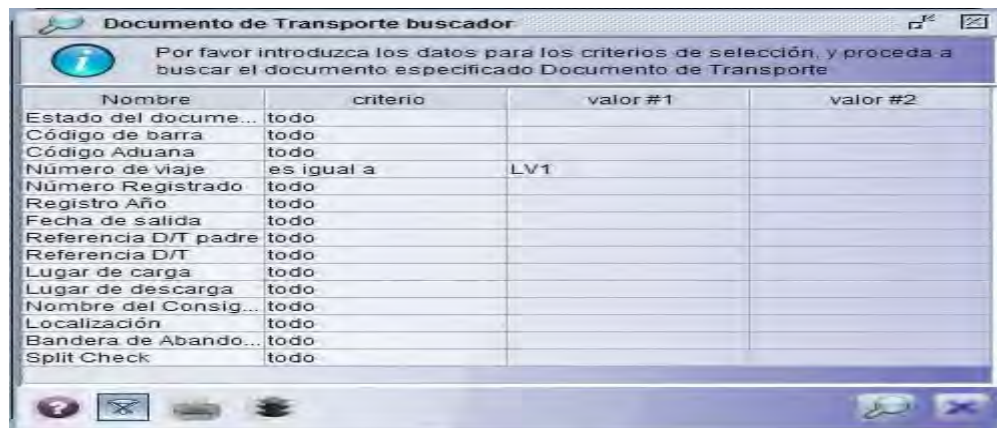 Documento de Transporte buscador
Por favor introduzca los datos para los criterios de selección, y proceda a
buscar el documento especificado Documento de Transporte
Nombre criterio valor #1 valor #2
Estado del docume... todo
Código de barra todo
Código Aduana todo
Número de viaje es igual a LV1
Número Registrado todo
Registro Año todo
Fecha de salida todo
Referencia D/T padre todo
Referencia D/T todo
Lugar de carga todo
Lugar de descarga todo
Nombre del Consig... todo
Localización todo
Bandera de Abando... todo
Split Check todo